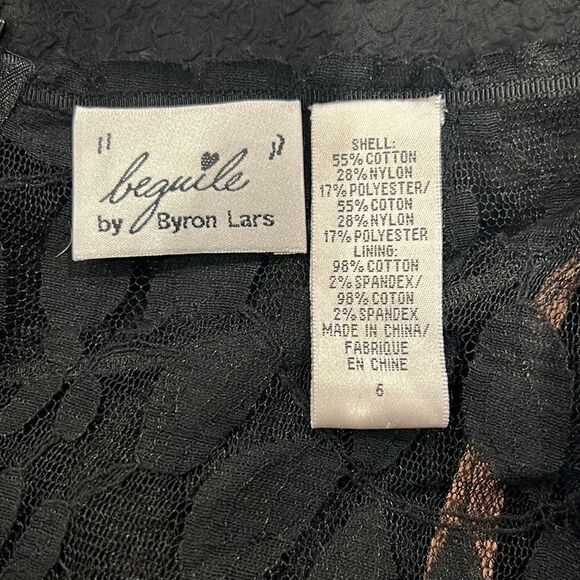 "beguile"
by Byron Lars
SHELL:
55% COTTON
28% NYLON
17% POLYESTER/
55% COTON
28% NYLON
17% POLYESTER
LINING:
98% COTTON
2% SPANDEX/
98% COTON
2% SPANDEX
MADE IN CHINA/
FABRIQUE
EN CHINE
6